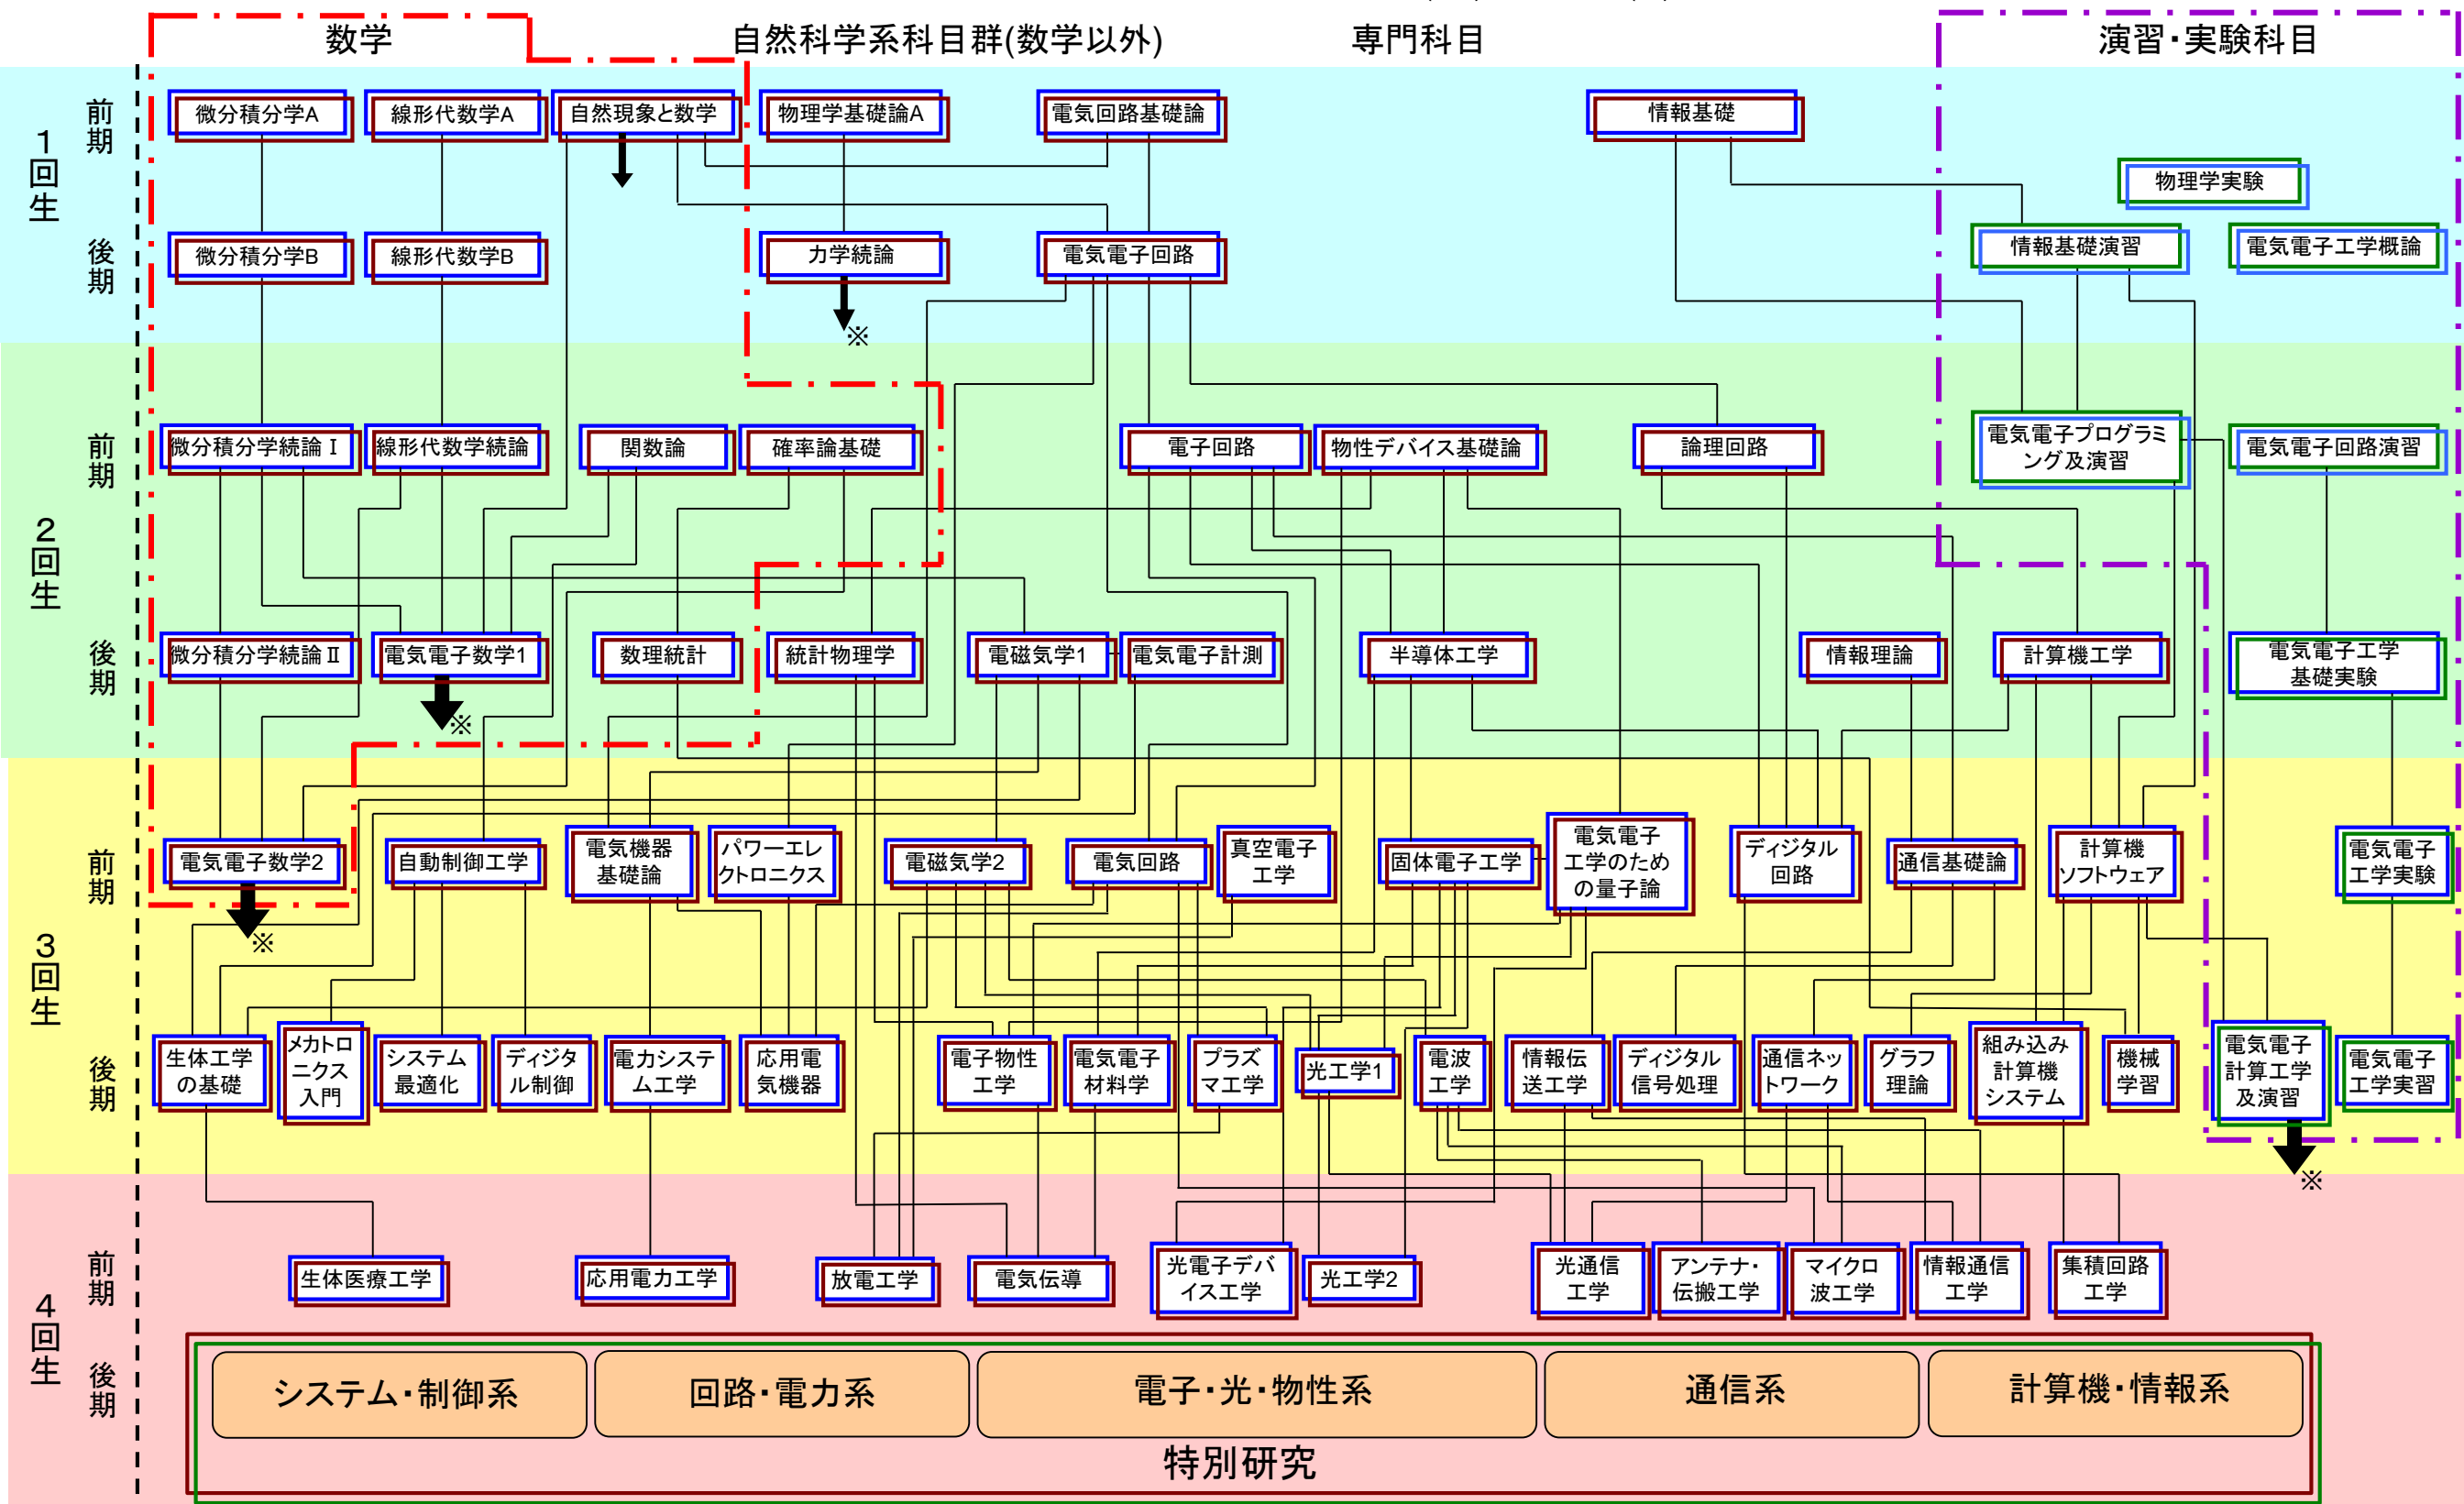 数学
自然科学系科目群(数学以外)
専門科目
演習・実験科目
1回生
前期
微分積分学A
線形代数学A
自然現象と数学
物理学基礎論A
電気回路基礎論
情報基礎
物理学実験
後期
微分積分学B
線形代数学B
力学続論
電気電子回路
情報基礎演習
電気電子工学概論
※
2回生
前期
微分積分学続論Ⅰ
線形代数学続論
関数論
確率論基礎
電子回路
物性デバイス基礎論
論理回路
電気電子プログラミ
ング及演習
電気電子回路演習
後期
微分積分学続論Ⅱ
電気電子数学1
数理統計
統計物理学
電磁気学1
電気電子計測
半導体工学
情報理論
計算機工学
電気電子工学
基礎実験
※
3回生
前期
電気電子数学2
自動制御工学
電気機器
基礎論
パワーエレ
クトロニクス
電磁気学2
電気回路
真空電子
工学
固体電子工学
電気電子
工学のため
の量子論
ディジタル
回路
通信基礎論
計算機
ソフトウェア
電気電子
工学実験
※
後期
生体工学
の基礎
メカトロ
ニクス
入門
システム
最適化
ディジタ
ル制御
電力システ
ム工学
応用電
気機器
電子物性
工学
電気電子
材料学
プラズ
マ工学
光工学1
電波
工学
情報伝
送工学
ディジタル
信号処理
通信ネッ
トワーク
グラフ
理論
組み込み
計算機
システム
機械
学習
電気電子
計算工学
及演習
電気電子
工学実習
※
4回生
前期
生体医療工学
応用電力工学
放電工学
電気伝導
光電子デバ
イス工学
光工学2
光通信
工学
アンテナ・
伝搬工学
マイクロ
波工学
情報通信
工学
集積回路
工学
後期
システム・制御系
回路・電力系
電子・光・物性系
通信系
計算機・情報系
特別研究